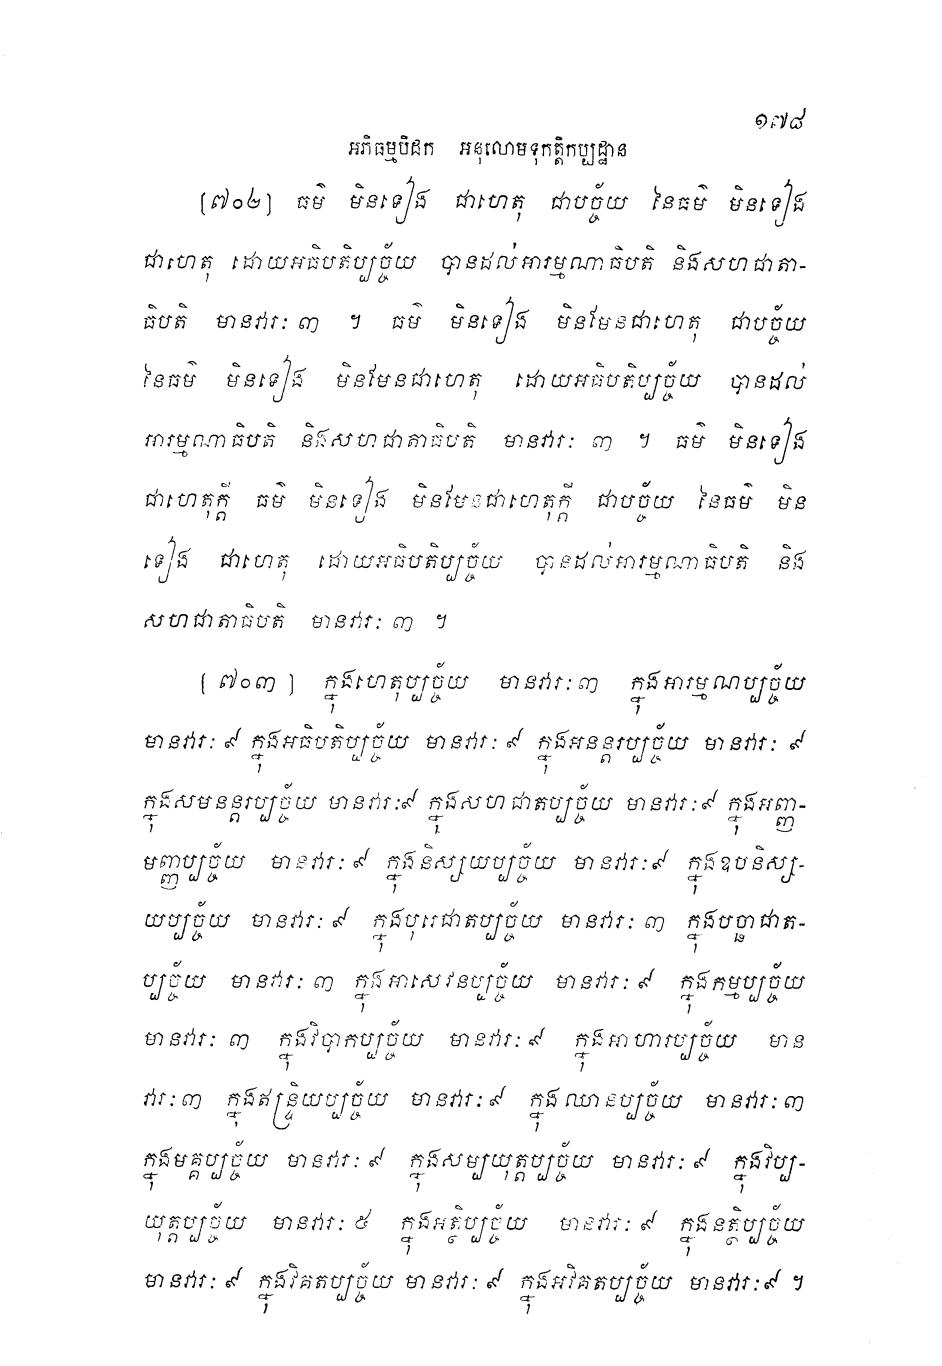 ១៧៨
អភិធម្មបិដក អនុលោមទុកត្តិកប្បដ្ឋាន
[៧០២] ធម៌ មិនទៀង ជាហេតុ ជាបច្ច័យ នៃធម៌ មិនទៀង
ជាហេតុ ដោយអធិបតិប្បច្ច័យ បានដល់អារម្មណាធិបតិ និងសហជាតា-
ធិបតិ មានវារៈ ៣ ។ ធម៌ មិនទៀង មិនមែនជាហេតុ ជាបច្ច័យ
នៃធម៌ មិនទៀង មិនមែនជាហេតុ ដោយអធិបតិប្បច្ច័យ បានដល់
អារម្មណាធិបតិ និងសហជាតាធិបតិ មានវារៈ ៣ ។ ធម៌ មិនទៀង
ជាហេតុក្តី ធម៌ មិនទៀង មិនមែនជាហេតុក្តី ជាបច្ច័យ នៃធម៌ មិន
ទៀង ជាហេតុ ដោយអធិបតិប្បច្ច័យ បានដល់អារម្មណាធិបតិ និង
សហជាតាធិបតិ មានវារៈ ៣ ។
[៧០៣] ក្នុងហេតុប្បច្ច័យ មានវារៈ ៣ ក្នុងអារម្មណប្បច្ច័យ
មានវារៈ ៩ ក្នុងអធិបតិប្បច្ច័យ មានវារៈ ៩ ក្នុងអនន្តរប្បច្ច័យ មានវារៈ ៩
ក្នុងសមនន្តរប្បច្ច័យ មានវារៈ ៩ ក្នុងសហជាតប្បច្ច័យ មានវារៈ ៩ ក្នុងអញ្ញ-
មញ្ញប្បច្ច័យ មានវារៈ ៩ ក្នុងនិស្សយប្បច្ច័យ មានវារៈ ៩ ក្នុងឧបនិស្ស-
យប្បច្ច័យ មានវារៈ ៩ ក្នុងបុរេជាតប្បច្ច័យ មានវារៈ ៣ ក្នុងបច្ឆាជាត-
ប្បច្ច័យ មានវារៈ ៣ ក្នុងអាសេវនប្បច្ច័យ មានវារៈ ៩ ក្នុងកម្មប្បច្ច័យ
មានវារៈ ៣ ក្នុងវិបាកប្បច្ច័យ មានវារៈ ៩ ក្នុងអាហារប្បច្ច័យ មាន
វារៈ ៣ ក្នុងឥន្ទ្រិយប្បច្ច័យ មានវារៈ ៩ ក្នុងឈានប្បច្ច័យ មានវារៈ ៣
ក្នុងមគ្គប្បច្ច័យ មានវារៈ ៩ ក្នុងសម្បយុត្តប្បច្ច័យ មានវារៈ ៩ ក្នុងវិប្ប-
យុត្តប្បច្ច័យ មានវារៈ ៥ ក្នុងអត្ថិប្បច្ច័យ មានវារៈ ៩ ក្នុងនត្ថិប្បច្ច័យ
មានវារៈ ៩ ក្នុងវិគតប្បច្ច័យ មានវារៈ ៩ ក្នុងអវិគតប្បច្ច័យ មានវារៈ ៩ ។